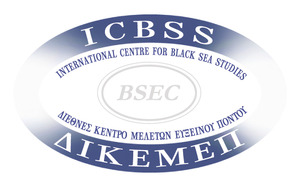 ICBSS
INTERNATIONAL CENTRE FOR BLACK SEA STUDIES
BSEC
ΔΙΕΘΝΕΣ ΚΕΝΤΡΟ ΜΕΛΕΤΩΝ ΕΥΞΕΙΝΟΥ ΠΟΝΤΟΥ
ΔΙΚΕΜΕΠ